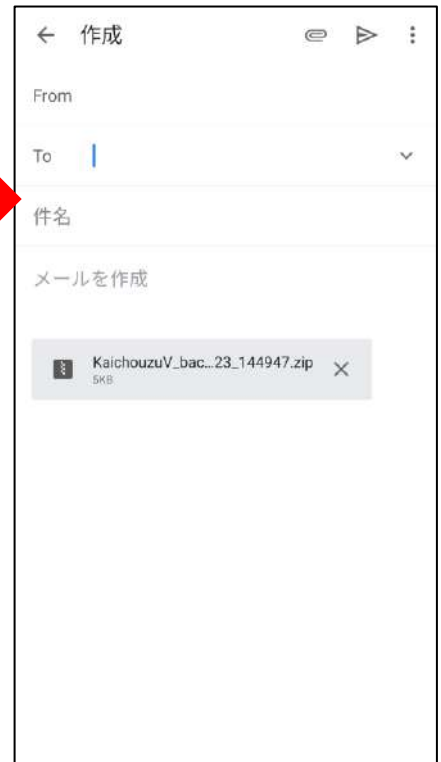 作成
From
To
件名
メールを作成
KaichouzuV_bac...23_144947.zip
5KB